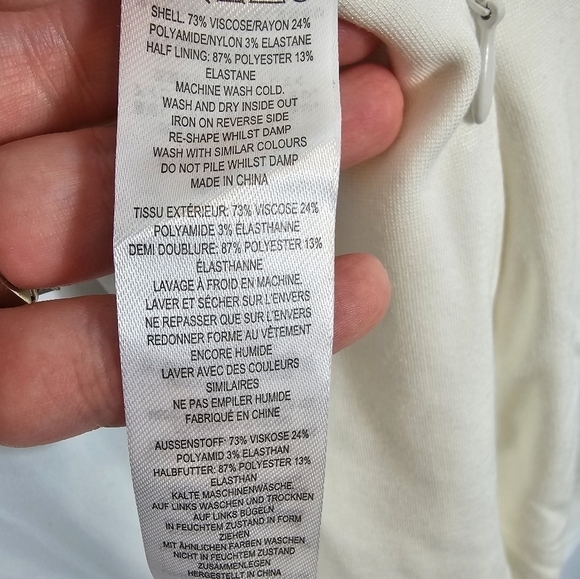 SHELL. 73% VISCOSE/RAYON 24%
POLYAMIDE/NYLON 3% ELASTANE
HALF LINING: 87% POLYESTER 13%
ELASTANE
MACHINE WASH COLD.
WASH AND DRY INSIDE OUT
IRON ON REVERSE SIDE
RE-SHAPE WHILST DAMP
WASH WITH SIMILAR COLOURS
DO NOT PILE WHILST DAMP
MADE IN CHINA
TISSU EXTÉRIEUR: 73% VISCOSE 24%
POLYAMIDE 3% ÉLASTHANNE
DEMI DOUBLURE: 87% POLYESTER 13%
ÉLASTHANNE
LAVAGE À FROID EN MACHINE.
LAVER ET SÉCHER SUR L'ENVERS
NE REPASSER QUE SUR L'ENVERS
REDONNER FORME AU VÊTEMENT
ENCORE HUMIDE
LAVER AVEC DES COULEURS
SIMILAIRES
NE PAS EMPILER HUMIDE
FABRIQUÉ EN CHINE
AUSSENSTOFF: 73% VISKOSE 24%
POLYAMID 3% ELASTHAN
HALBFUTTER: 87% POLYESTER 13%
ELASTHAN
KALTE MASCHINENWÄSCHE.
AUF LINKS WASCHEN UND TROCKNEN
AUF LINKS BÜGELN
IN FEUCHTEM ZUSTAND IN FORM
ZIEHEN
MIT ÄHNLICHEN FARBEN WASCHEN
NICHT IN FEUCHTEM ZUSTAND
ZUSAMMENLEGEN
HERGESTELLT IN CHINA